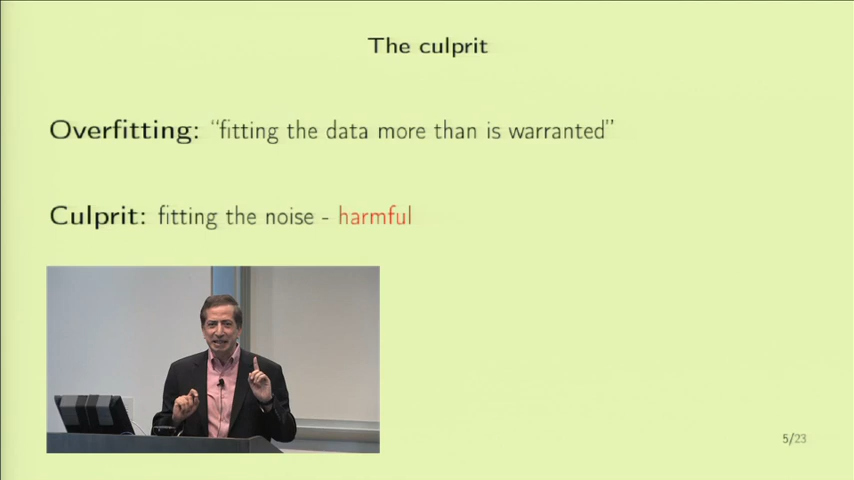 The culprit
Overfitting: “fitting the data more than is warranted”
Culprit: fitting the noise - harmful
5/23